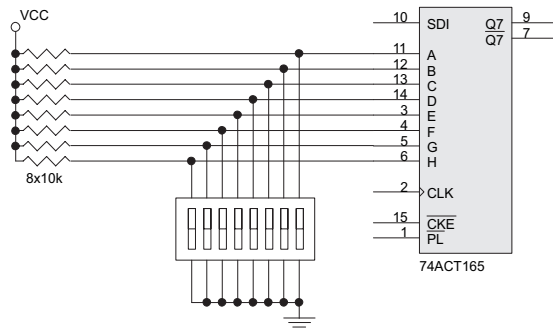 VCC
10 SDI Q7 9
Q7 7
11 A
12 B
13 C
14 D
3 E
4 F
5 G
6 H
8x10k
2 CLK
15 CKE
1 PL
74ACT165